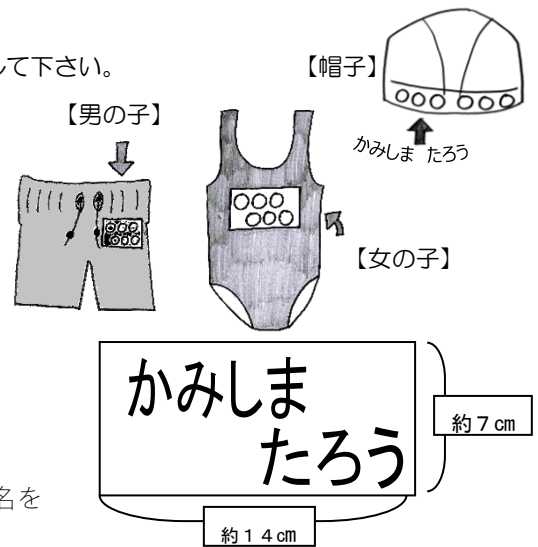 して下さい。
【帽子】
【男の子】
かみしま たろう
【女の子】
かみしま
たろう
約７㎝
名を
約１４㎝